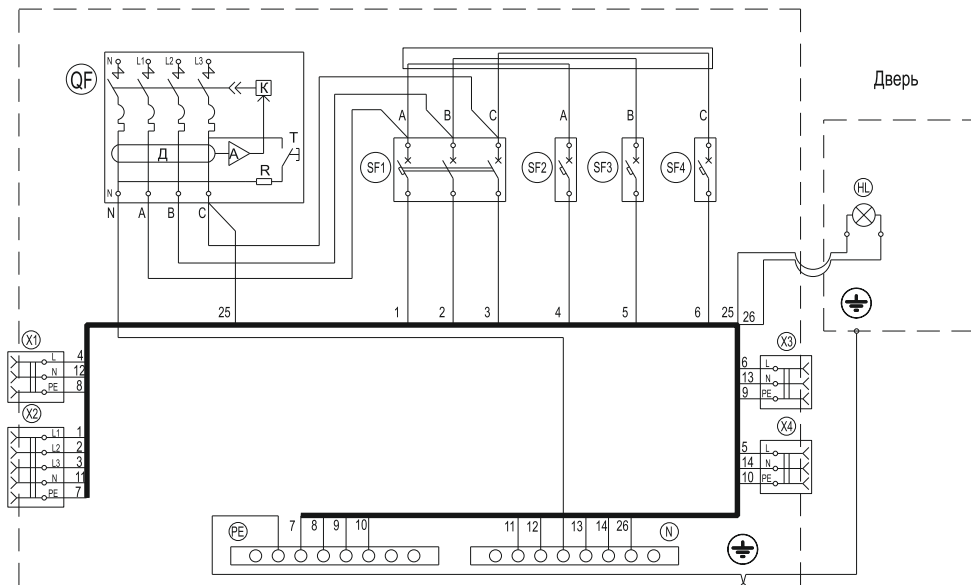 Дверь
QF
N L1 L2 L3
К
Д
А
Т
R
N A B C
A B C A B C
SF1
SF2
SF3
SF4
HL
25 1 2 3 4 5 6 25
26
X1
L 4
N 12
PE 8
X2
L1 1
L2 2
L3 3
N 11
PE 7
X3
6 L
13 N
9 PE
X4
5 L
14 N
10 PE
PE
7 8 9 10
11 12 13 14 26
N